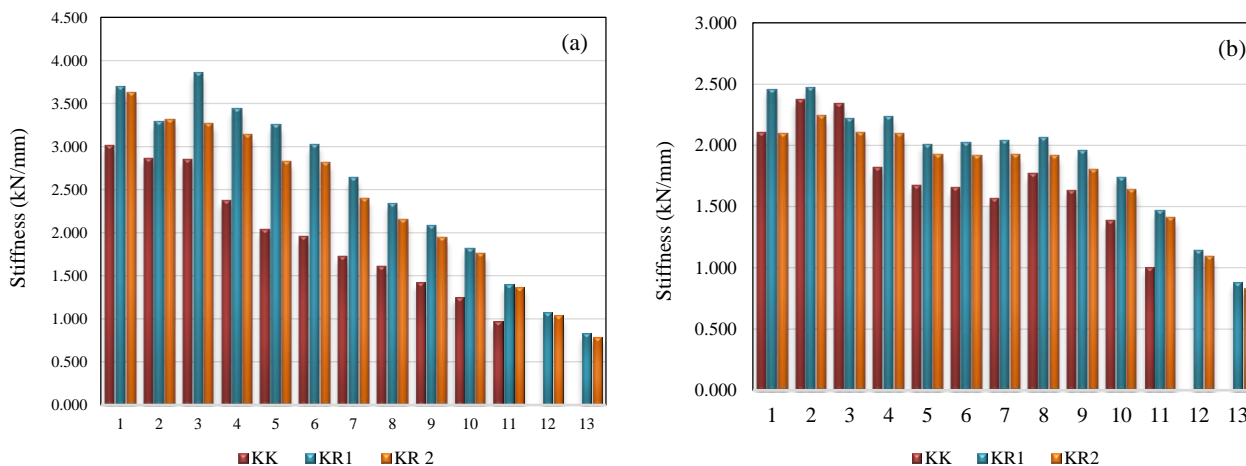 4.500
4.000
3.500
3.000
2.500
2.000
1.500
1.000
0.500
0.000
Stiffness (kN/mm)
(a)
1 2 3 4 5 6 7 8 9 10 11 12 13
KK KR1 KR 2
3.000
2.500
2.000
1.500
1.000
0.500
0.000
Stiffness (kN/mm)
(b)
1 2 3 4 5 6 7 8 9 10 11 12 13
KK KR1 KR2